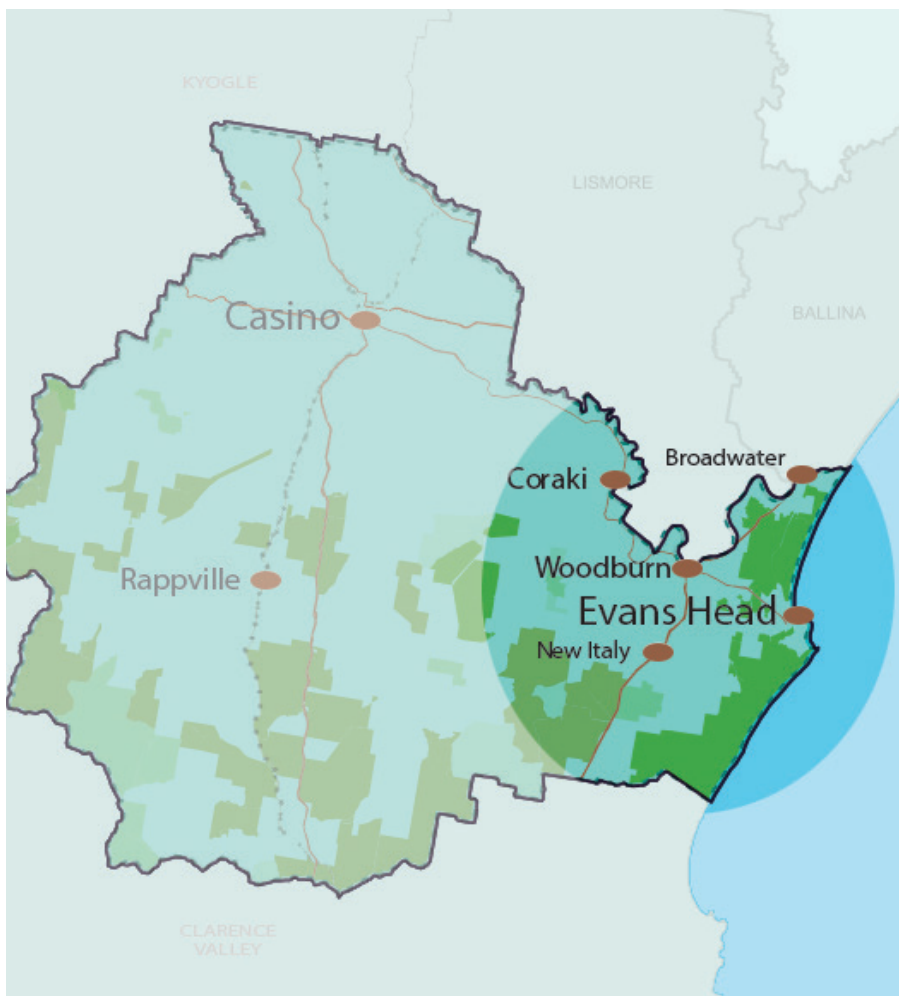 KYOGLE
LISMORE
BALLINA
Casino
Broadwater
Coraki
Woodburn
Rappville
Evans Head
New Italy
CLARENCE
VALLEY